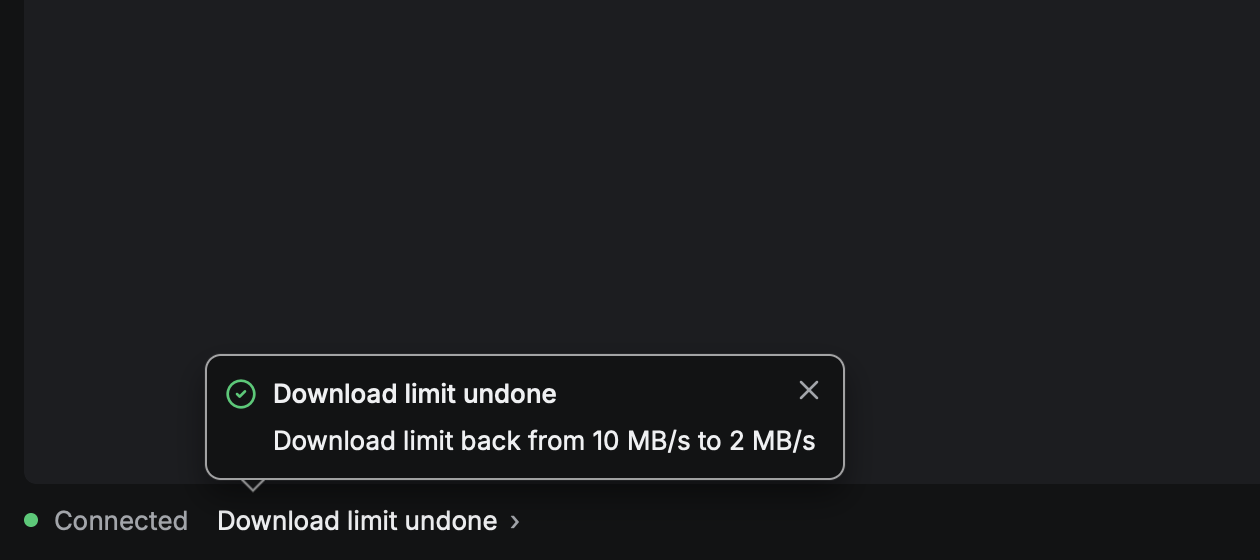 Download limit undone
Download limit back from 10 MB/s to 2 MB/s
Connected Download limit undone ›